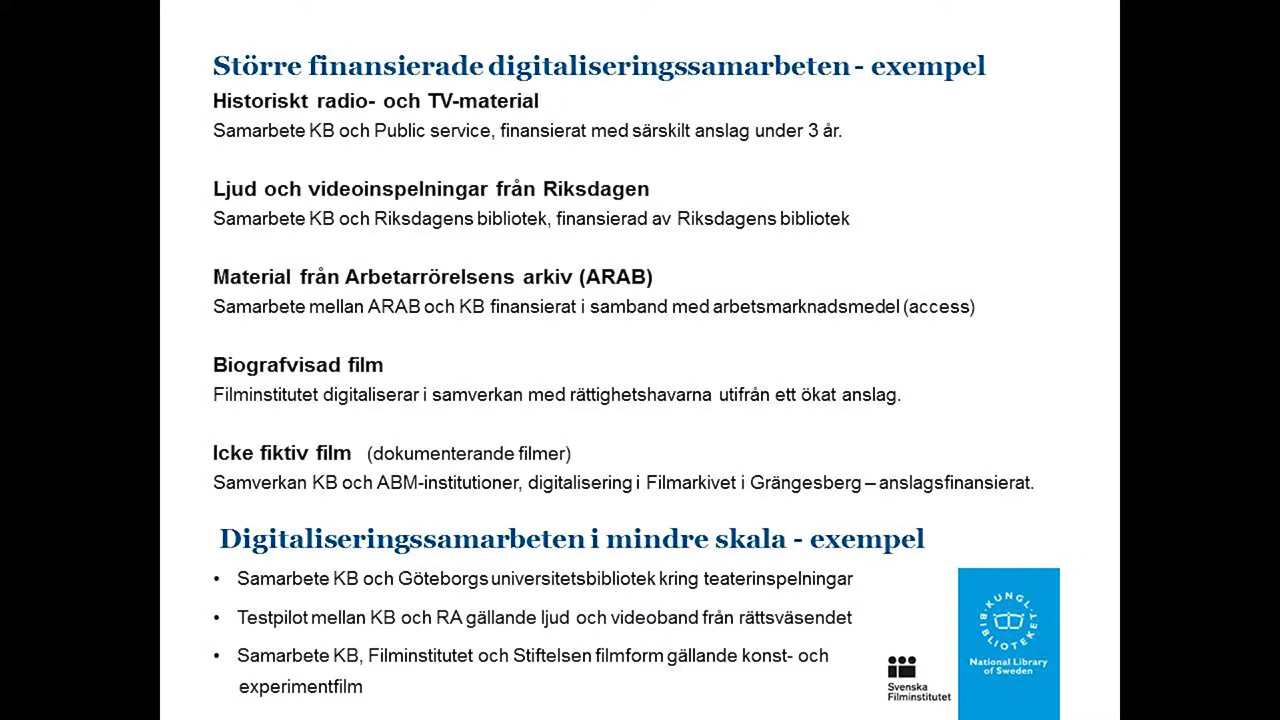 Större finansierade digitaliseringssamarbeten - exempel
Historiskt radio- och TV-material
Samarbete KB och Public service, finansierat med särskilt anslag under 3 år.
Ljud och videoinspelningar från Riksdagen
Samarbete KB och Riksdagens bibliotek, finansierad av Riksdagens bibliotek
Material från Arbetarrörelsens arkiv (ARAB)
Samarbete mellan ARAB och KB finansierat i samband med arbetsmarknadsmedel (access)
Biografvisad film
Filminstitutet digitaliserar i samverkan med rättighetshavarna utifrån ett ökat anslag.
Icke fiktiv film (dokumenterande filmer)
Samverkan KB och ABM-institutioner, digitalisering i Filmarkivet i Grängesberg – anslagsfinansierat.
Digitaliseringssamarbeten i mindre skala - exempel
• Samarbete KB och Göteborgs universitetsbibliotek kring teaterinspelningar
• Testpilot mellan KB och RA gällande ljud och videoband från rättsväsendet
• Samarbete KB, Filminstitutet och Stiftelsen filmform gällande konst- och
experimentfilm
Svenska
Filminstitutet
KUNGL.
BIBLIOTEKET
National Library
of Sweden